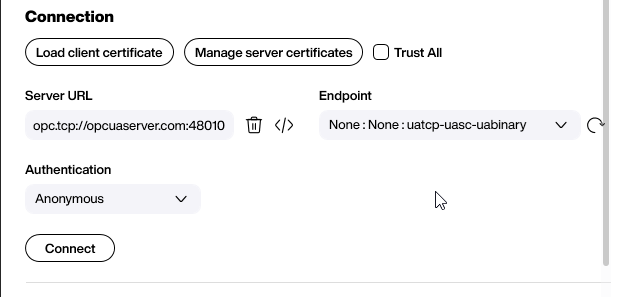 Connection
Load client certificate
Manage server certificates
Trust All
Server URL
Endpoint
opc.tcp://opcuaserver.com:48010
None : None : uatcp-uasc-uabinary
Authentication
Anonymous
Connect